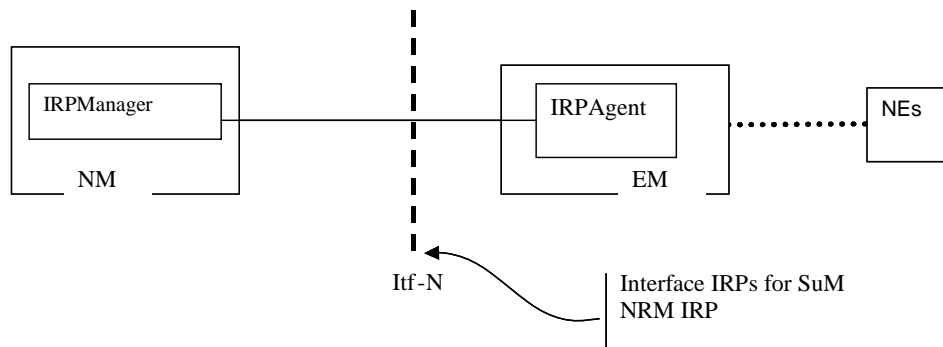 IRPManager
IRPAgent
NEs
NM
EM
Itf-N
Interface IRPs for SuM
NRM IRP